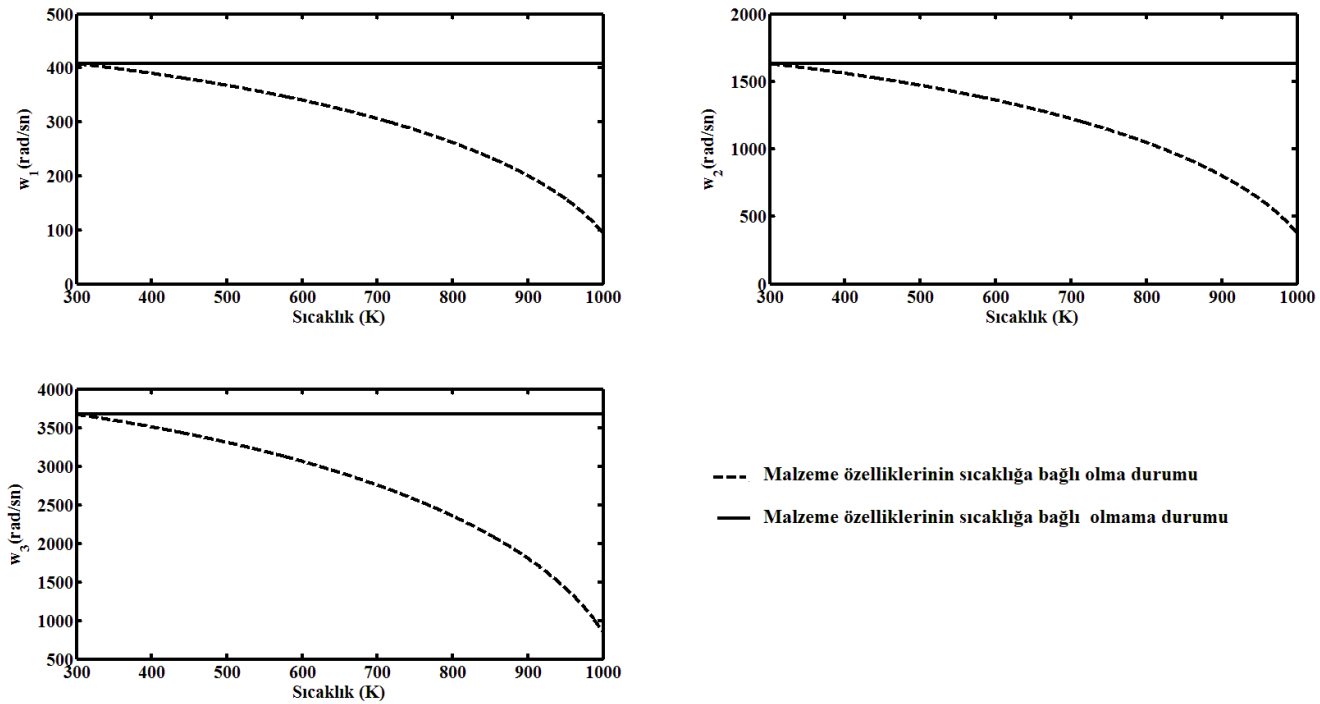 500
400
300
200
100
0
w1(rad/sn)
300 400 500 600 700 800 900 1000
Sıcaklık (K)
2000
1500
1000
500
0
w2(rad/sn)
300 400 500 600 700 800 900 1000
Sıcaklık (K)
4000
3500
3000
2500
2000
1500
1000
500
w3(rad/sn)
300 400 500 600 700 800 900 1000
Sıcaklık (K)
Malzeme özelliklerinin sıcaklığa bağlı olma durumu
Malzeme özelliklerinin sıcaklığa bağlı olmama durumu